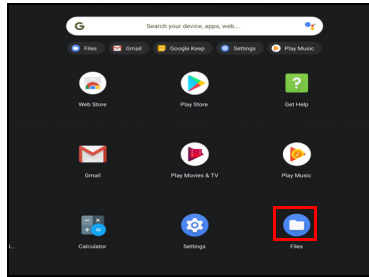 G Search your device, apps, web...
Files Gmail Google Keep Settings Play Music
Web Store Play Store Get Help
Gmail Play Movies & TV Play Music
Calculator Settings Files